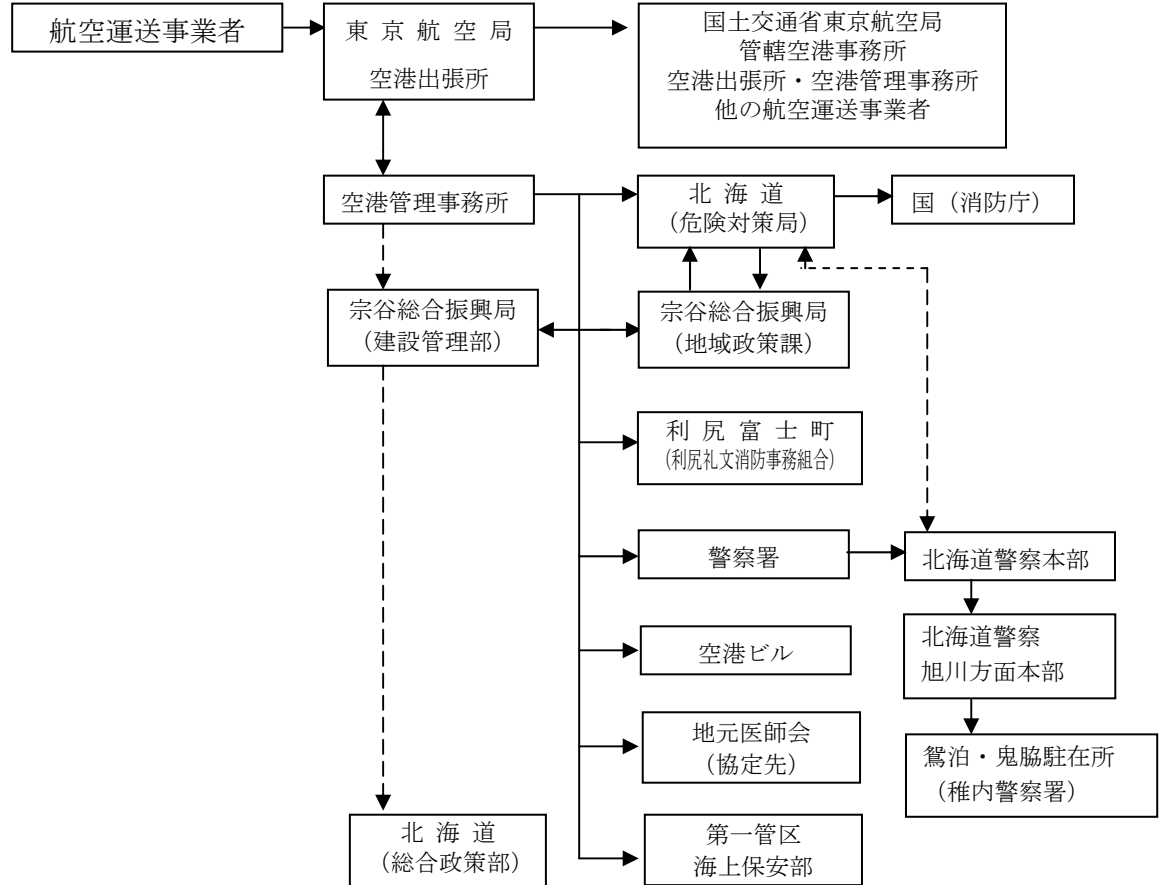 航空運送事業者
東京航空局
空港出張所
国土交通省東京航空局
管轄空港事務所
空港出張所・空港管理事務所
他の航空運送事業者
空港管理事務所
北海道
（危険対策局）
国（消防庁）
宗谷総合振興局
（建設管理部）
宗谷総合振興局
（地域政策課）
利尻富士町
（利尻礼文消防事務組合）
警察署
北海道警察本部
空港ビル
北海道警察
旭川方面本部
地元医師会
（協定先）
鴛泊・鬼脇駐在所
（稚内警察署）
北海道
（総合政策部）
第一管区
海上保安部